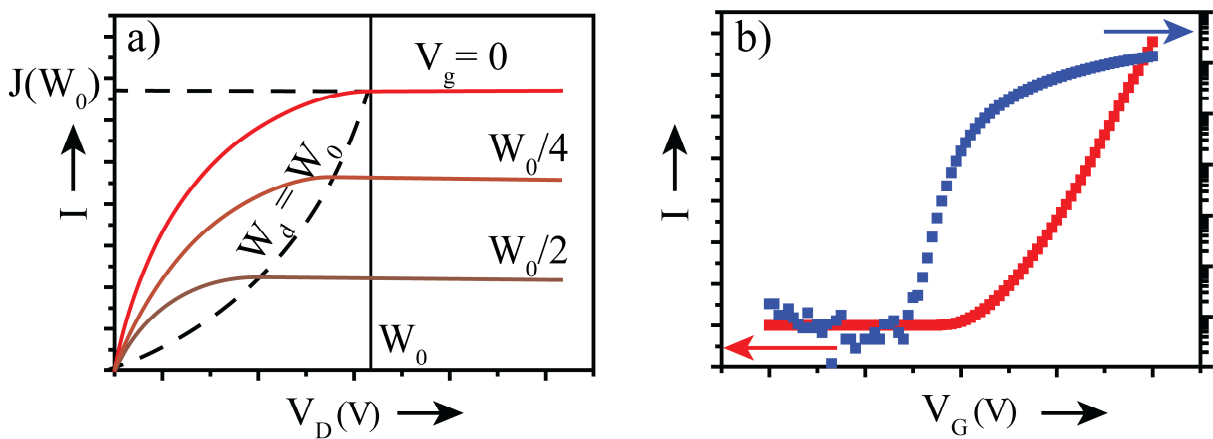 a)
V_g = 0
J(W_0)
W_0/4
W_d = W_0
W_0/2
W_0
I
V_D (V)
b)
I
V_G (V)